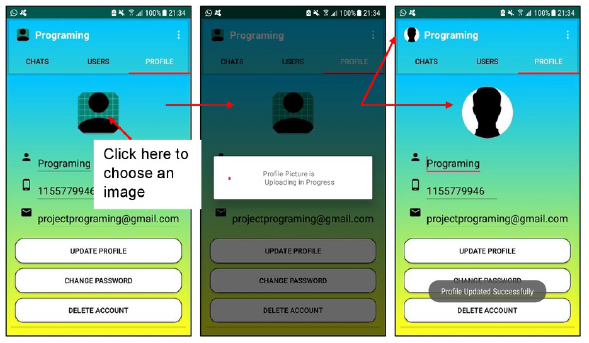 100% 21:34
Programing
CHATS USERS PROFILE
Click here to
choose an
image
Programing
1155779946
projectprograming@gmail.com
UPDATE PROFILE
CHANGE PASSWORD
DELETE ACCOUNT
100% 21:34
Programing
CHATS USERS PROFILE
Profile Picture is
Uploading in Progress
projectprograming@gmail.com
UPDATE PROFILE
CHANGE PASSWORD
DELETE ACCOUNT
100% 21:34
Programing
CHATS USERS PROFILE
Programing
1155779946
projectprograming@gmail.com
UPDATE PROFILE
CHANGE PASSWORD
Profile Updated Successfully
DELETE ACCOUNT